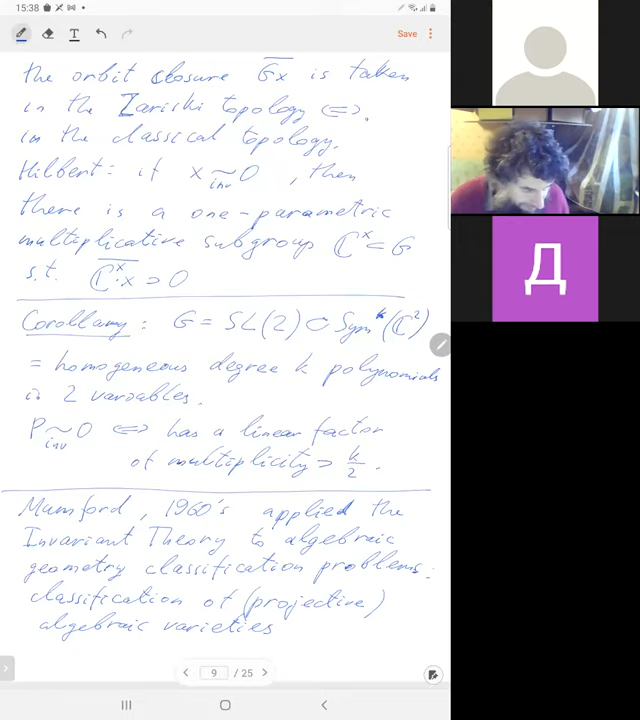 15:38
T
Save
the orbit closure \overline{Gx} is taken
in the Zariski topology <=>
in the classical topology.
Hilbert: if x ~inv 0, then
there is a one-parametric
multiplicative subgroup ℂ^× ⊂ G
s.t. \overline{ℂ^×·x} ∋ 0
Corollary: G = SL(2) ↻ Sym^k(ℂ²)
= homogeneous degree k polynomials
in 2 variables.
P ~inv 0 <=> has a linear factor
of multiplicity > k/2.
Mumford, 1960's applied the
Invariant Theory to algebraic
geometry classification problems:
classification of (projective)
algebraic varieties
9 / 25
Д